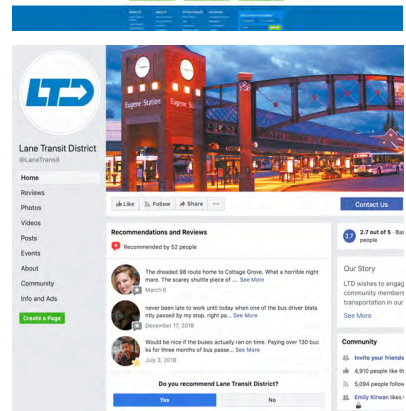 LTD
Eugene Station
Eugene St
Lane Transit District
@LaneTransit
Home
Reviews
Photos
Videos
Posts
Events
About
Community
Info and Ads
Create a Page
Like
Follow
Share
...
Contact Us
Recommendations and Reviews
Recommended by 52 people
The dreaded 98 route home to Cottage Grove. What a horrible night
mare. The scarey shuttle piece of .... See More
March 6
never been late to work until today when one of the bus driver blata
ntly passed by my stop. right pa... See More
December 17, 2018
Would be nice if the buses actually ran on time. Paying over 130 buc
ks for three months of bus passe... See More
July 3, 2018
Do you recommend Lane Transit District?
Yes
No
2.7
2.7 out of 5 · Bas
people
Our Story
LTD wishes to engag
community members
transportation in our
See More
Community
Invite your friends
4,910 people like th
5,094 people follow
Emily Kirwan likes t